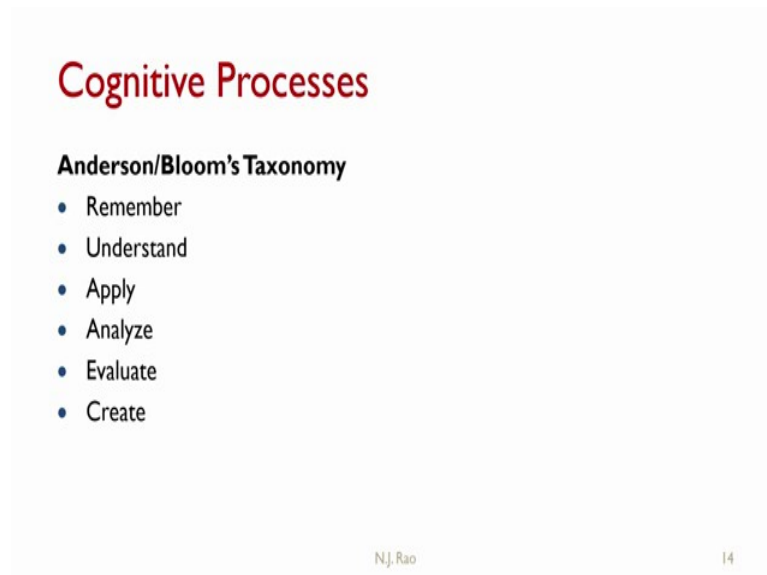 Cognitive Processes
Anderson/Bloom's Taxonomy
• Remember
• Understand
• Apply
• Analyze
• Evaluate
• Create
N.J. Rao
14